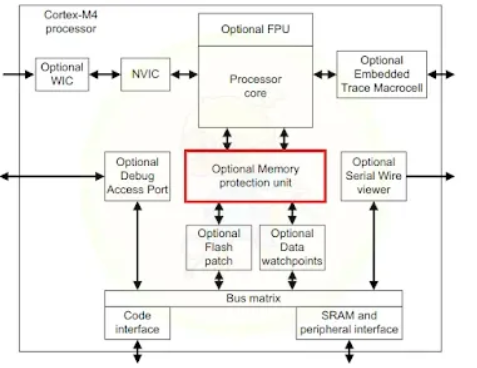 Cortex-M4
processor
Optional FPU
Processor
core
Optional
WIC
NVIC
Optional
Embedded
Trace Macrocell
Optional
Debug
Access Port
Optional Memory
protection unit
Optional
Serial Wire
viewer
Optional
Flash
patch
Optional
Data
watchpoints
Bus matrix
Code
interface
SRAM and
peripheral interface